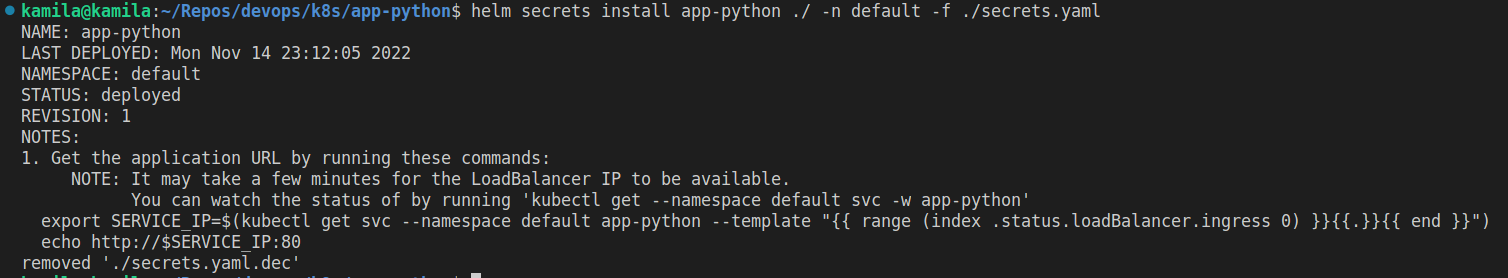 kamila@kamila:~/Repos/devops/k8s/app-python$ helm secrets install app-python ./ -n default -f ./secrets.yaml
NAME: app-python
LAST DEPLOYED: Mon Nov 14 23:12:05 2022
NAMESPACE: default
STATUS: deployed
REVISION: 1
NOTES:
1. Get the application URL by running these commands:
     NOTE: It may take a few minutes for the LoadBalancer IP to be available.
           You can watch the status of by running 'kubectl get --namespace default svc -w app-python'
  export SERVICE_IP=$(kubectl get svc --namespace default app-python --template "{{ range (index .status.loadBalancer.ingress 0) }}{{.}}{{ end }}")
  echo http://$SERVICE_IP:80
removed './secrets.yaml.dec'